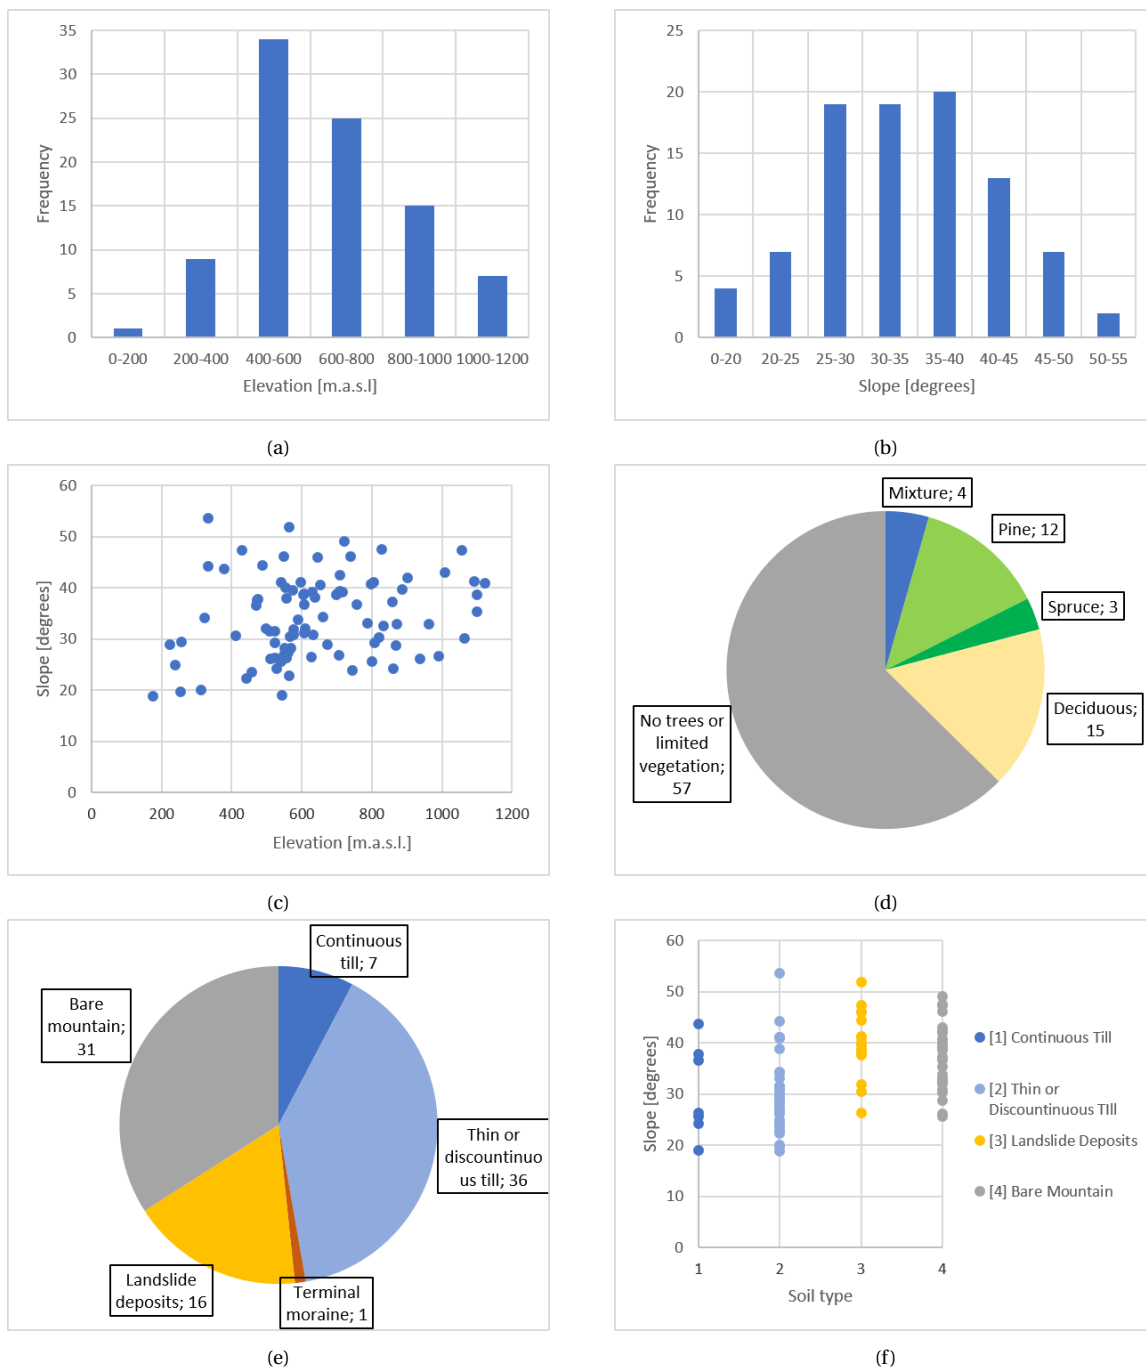 35
30
25
20
15
10
5
0
Frequency
0-200 200-400 400-600 600-800 800-1000 1000-1200
Elevation [m.a.s.l]
(a)
25
20
15
10
5
0
Frequency
0-20 20-25 25-30 30-35 35-40 40-45 45-50 50-55
Slope [degrees]
(b)
60
50
40
30
20
10
0
Slope [degrees]
0 200 400 600 800 1000 1200
Elevation [m.a.s.l.]
(c)
Mixture; 4
Pine; 12
Spruce; 3
Deciduous;
15
No trees or
limited
vegetation;
57
(d)
Continuous
till; 7
Bare
mountain;
31
Thin or
discountinuo
us till; 36
Landslide
deposits; 16
Terminal
moraine; 1
(e)
60
50
40
30
20
10
0
Slope [degrees]
1 2 3 4
Soil type
[1] Continuous Till
[2] Thin or
Discountinuous TIll
[3] Landslide Deposits
[4] Bare Mountain
(f)